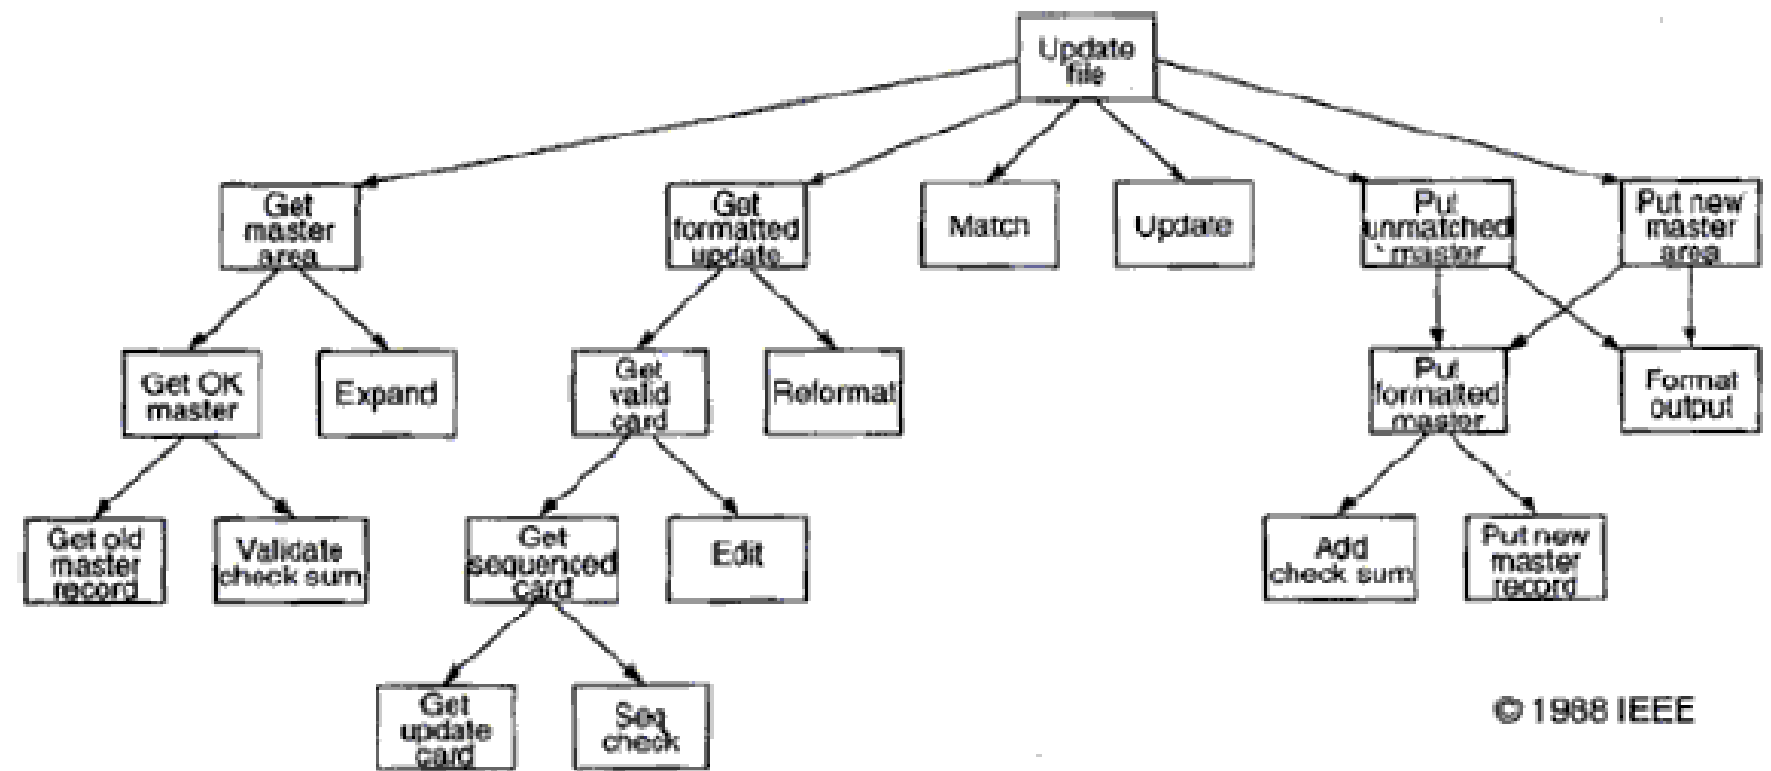 Update
file
Get
master
area
Get
formatted
update
Match
Update
Put
unmatched
master
Put new
master
area
Get OK
master
Expand
Get
valid
card
Reformat
Put
formatted
master
Format
output
Get old
master
record
Validate
check sum
Get
sequenced
card
Edit
Add
check sum
Put new
master
record
Get
update
card
Seq
check
© 1988 IEEE